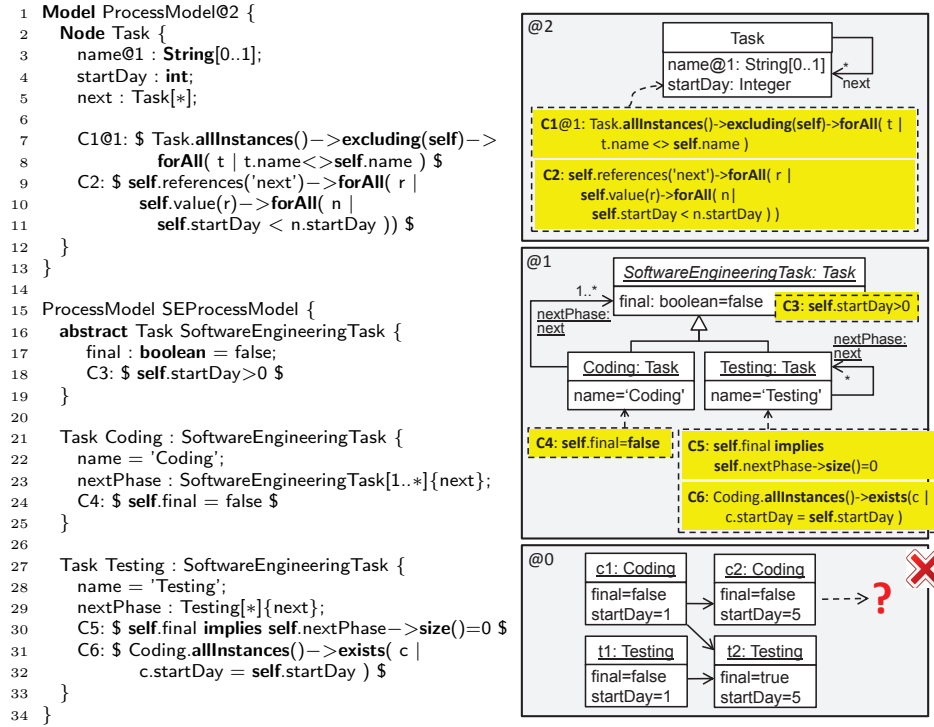 1 Model ProcessModel@2 {
2 Node Task {
3 name@1 : String[0..1];
4 startDay : int;
5 next : Task[*];
6
7 C1@1: $ Task.allInstances()->excluding(self)->
8 forAll( t | t.name<>self.name ) $
9 C2: $ self.references('next')->forAll( r |
10 self.value(r)->forAll( n |
11 self.startDay < n.startDay )) $
12 }
13 }
14
15 ProcessModel SEProcessModel {
16 abstract Task SoftwareEngineeringTask {
17 final : boolean = false;
18 C3: $ self.startDay>0 $
19 }
20
21 Task Coding : SoftwareEngineeringTask {
22 name = 'Coding';
23 nextPhase : SoftwareEngineeringTask[1..*]{next};
24 C4: $ self.final = false $
25 }
26
27 Task Testing : SoftwareEngineeringTask {
28 name = 'Testing';
29 nextPhase : Testing[*]{next};
30 C5: $ self.final implies self.nextPhase->size()=0 $
31 C6: $ Coding.allInstances()->exists( c |
32 c.startDay = self.startDay ) $
33 }
34 }
@2
Task
name@1: String[0..1]
startDay: Integer
*
next
C1@1: Task.allInstances()->excluding(self)->forAll( t |
t.name <> self.name )
C2: self.references('next')->forAll( r |
self.value(r)->forAll( n|
self.startDay < n.startDay ) )
@1
SoftwareEngineeringTask: Task
final: boolean=false
C3: self.startDay>0
1..*
nextPhase:
next
nextPhase:
next
*
Coding: Task
name='Coding'
Testing: Task
name='Testing'
C4: self.final=false
C5: self.final implies
self.nextPhase->size()=0
C6: Coding.allInstances()->exists(c |
c.startDay = self.startDay )
@0
c1: Coding
final=false
startDay=1
c2: Coding
final=false
startDay=5
?
t1: Testing
final=false
startDay=1
t2: Testing
final=true
startDay=5